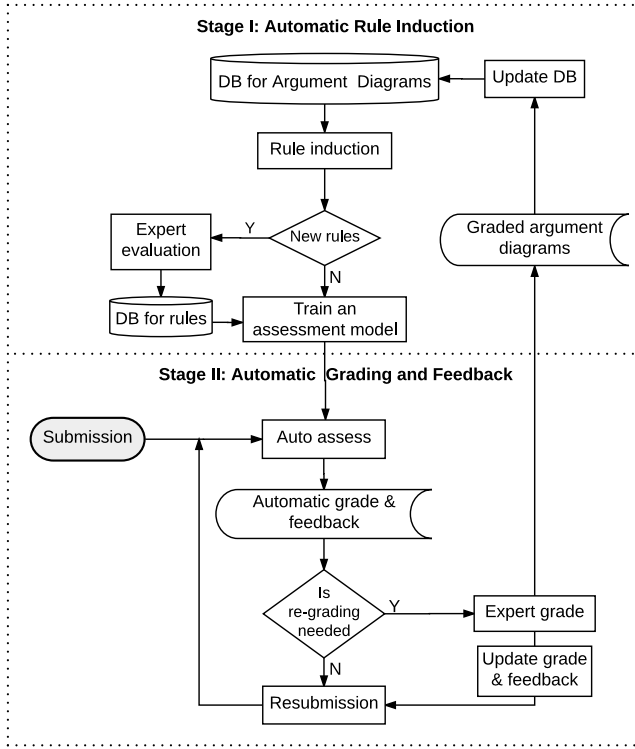 Stage I: Automatic Rule Induction
DB for Argument Diagrams
Update DB
Rule induction
Expert
evaluation
Y
New rules
Graded argument
diagrams
N
DB for rules
Train an
assessment model
Stage II: Automatic Grading and Feedback
Submission
Auto assess
Automatic grade &
feedback
Is
re-grading
needed
Y
Expert grade
Update grade
& feedback
N
Resubmission